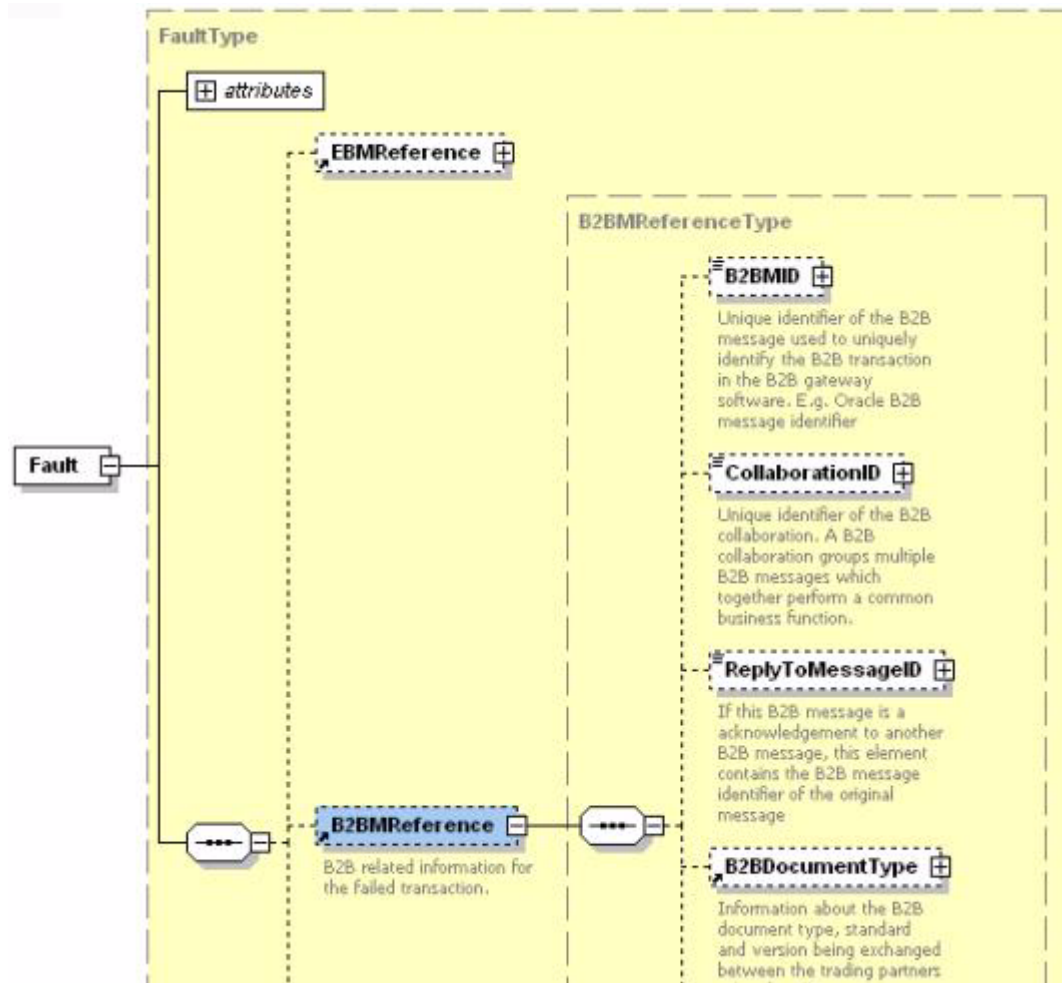 FaultType
attributes
EBMReference
B2BMReferenceType
B2BMID
Unique identifier of the B2B
message used to uniquely
identify the B2B transaction
in the B2B gateway
software. E.g. Oracle B2B
message identifier
Fault
CollaborationID
Unique identifier of the B2B
collaboration. A B2B
collaboration groups multiple
B2B messages which
together perform a common
business function.
ReplyToMessageID
If this B2B message is a
acknowledgement to another
B2B message, this element
contains the B2B message
identifier of the original
message
B2BMReference
B2B related information for
the failed transaction.
B2BDocumentType
Information about the B2B
document type, standard
and version being exchanged
between the trading partners